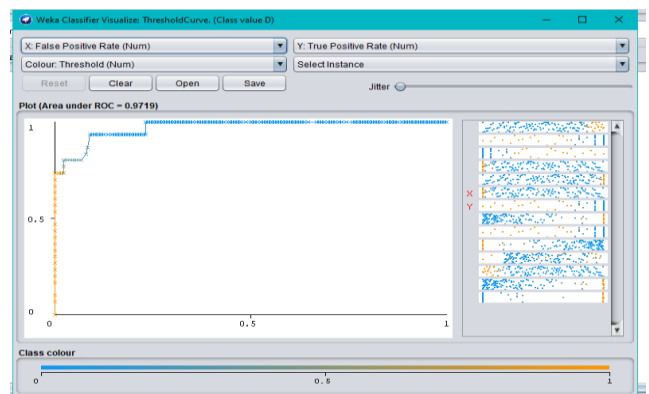 Weka Classifier Visualize: ThresholdCurve. (Class value D)
X: False Positive Rate (Num) Y: True Positive Rate (Num)
Colour: Threshold (Num) Select Instance
Reset Clear Open Save Jitter
Plot (Area under ROC = 0.9719)
1
X
Y
0.5
0
0 0.5 1
Class colour
0 0.5 1